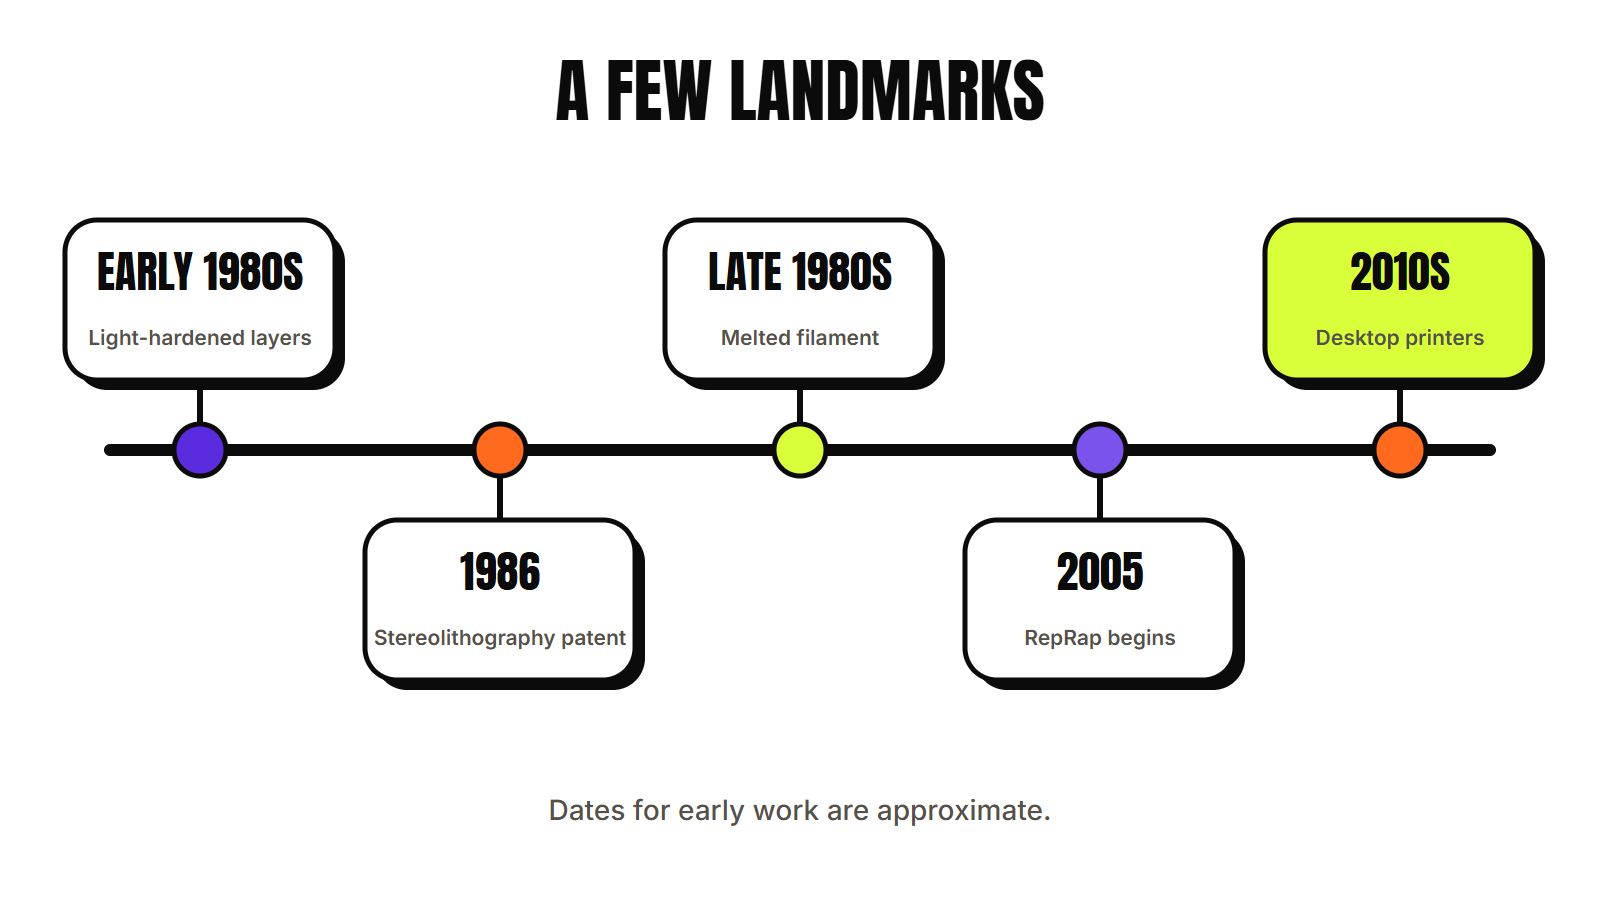 A FEW LANDMARKS
EARLY 1980S
Light-hardened layers
1986
Stereolithography patent
LATE 1980S
Melted filament
2005
RepRap begins
2010S
Desktop printers
Dates for early work are approximate.